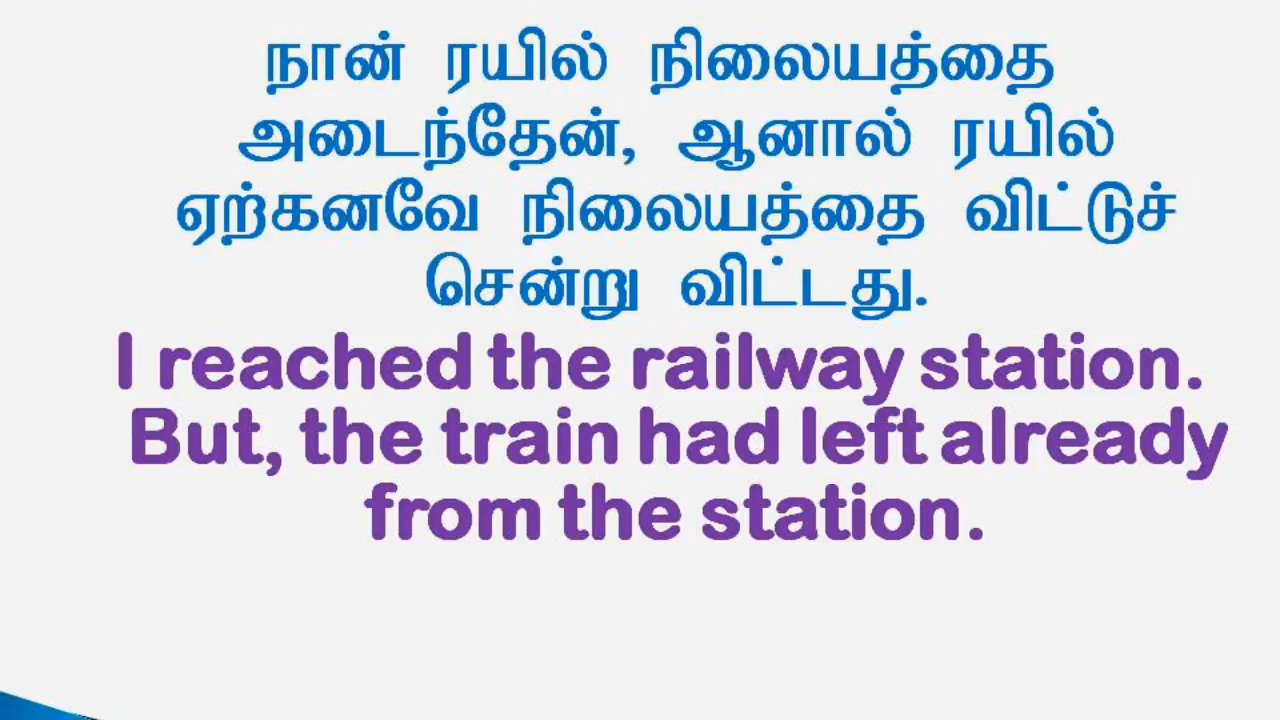 நான் ரயில் நிலையத்தை
அடைந்தேன், ஆனால் ரயில்
ஏற்கனவே நிலையத்தை விட்டுச்
சென்று விட்டது.
I reached the railway station.
But, the train had left already
from the station.